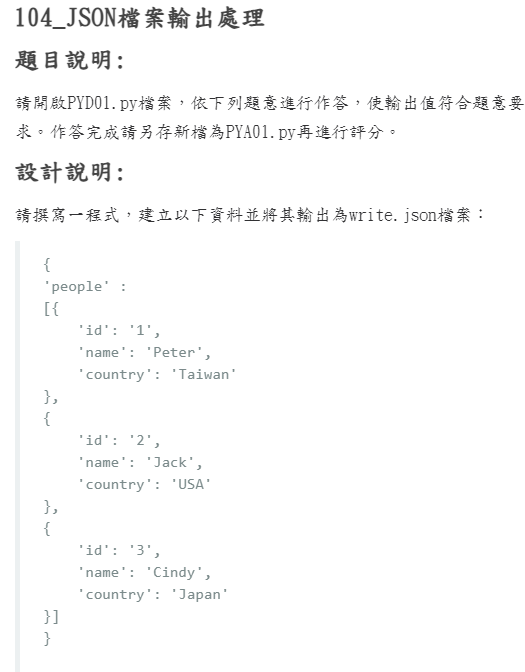 104_JSON檔案輸出處理
題目說明:
請開啟PYD01.py檔案，依下列題意進行作答，使輸出值符合題意要
求。作答完成請另存新檔為PYA01.py再進行評分。
設計說明:
請撰寫一程式，建立以下資料並將其輸出為write.json檔案：
{
'people' :
[{
    'id': '1',
    'name': 'Peter',
    'country': 'Taiwan'
},
{
    'id': '2',
    'name': 'Jack',
    'country': 'USA'
},
{
    'id': '3',
    'name': 'Cindy',
    'country': 'Japan'
}]
}